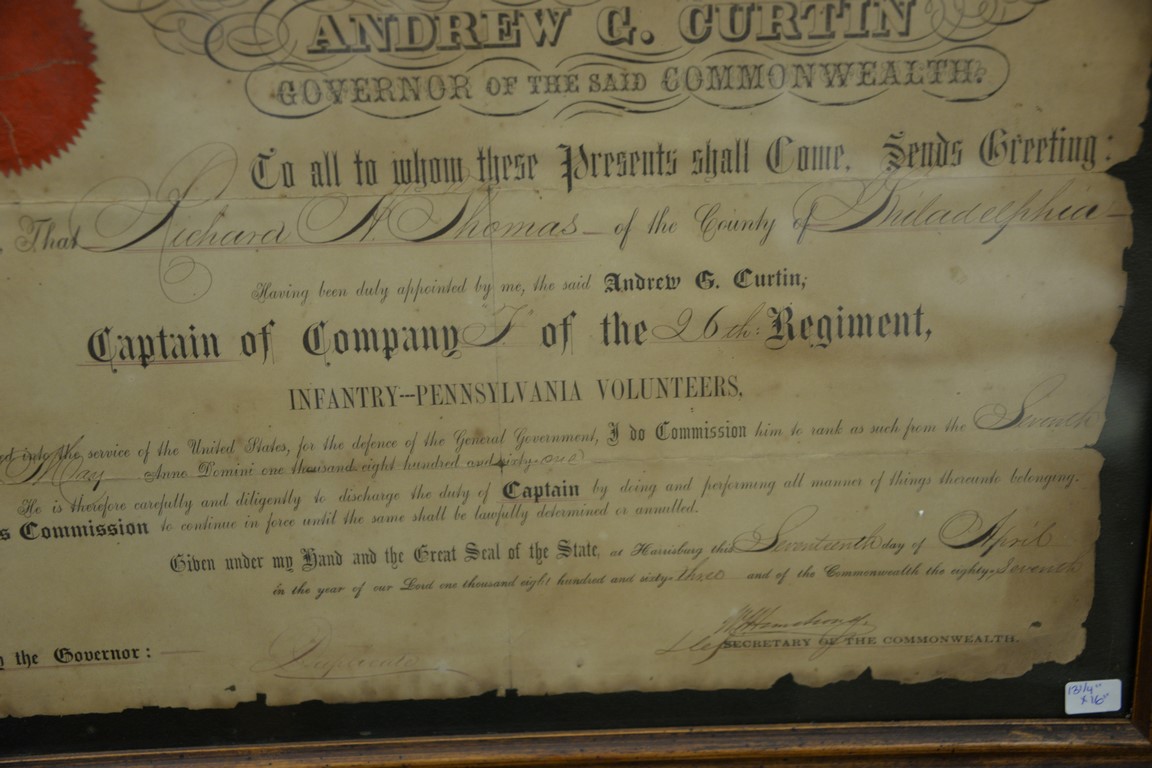 ANDREW G. CURTIN
GOVERNOR OF THE SAID COMMONWEALTH.
To all to whom these Presents shall Come, Sends Greeting:
, That Richard H. Thomas of the County of Philadelphia
Having been duly appointed by me, the said Andrew G. Curtin,
Captain of Company "F" of the 26th: Regiment,
INFANTRY---PENNSYLVANIA VOLUNTEERS,
ed into the service of the United States, for the defence of the General Government, I do Commission him to rank as such from the Seventh
May Anno Domini one thousand eight hundred and sixty-one
He is therefore carefully and diligently to discharge the duty of Captain by doing and performing all manner of things thereunto belonging.
s Commission to continue in force until the same shall be lawfully determined or annulled.
Given under my Hand and the Great Seal of the State, at Harrisburg this Seventeenth day of April
in the year of our Lord one thousand eight hundred and sixty-three and of the Commonwealth the eighty-seventh
the Governor:
Duplicate
SECRETARY OF THE COMMONWEALTH.
13 1/4"
x 16"